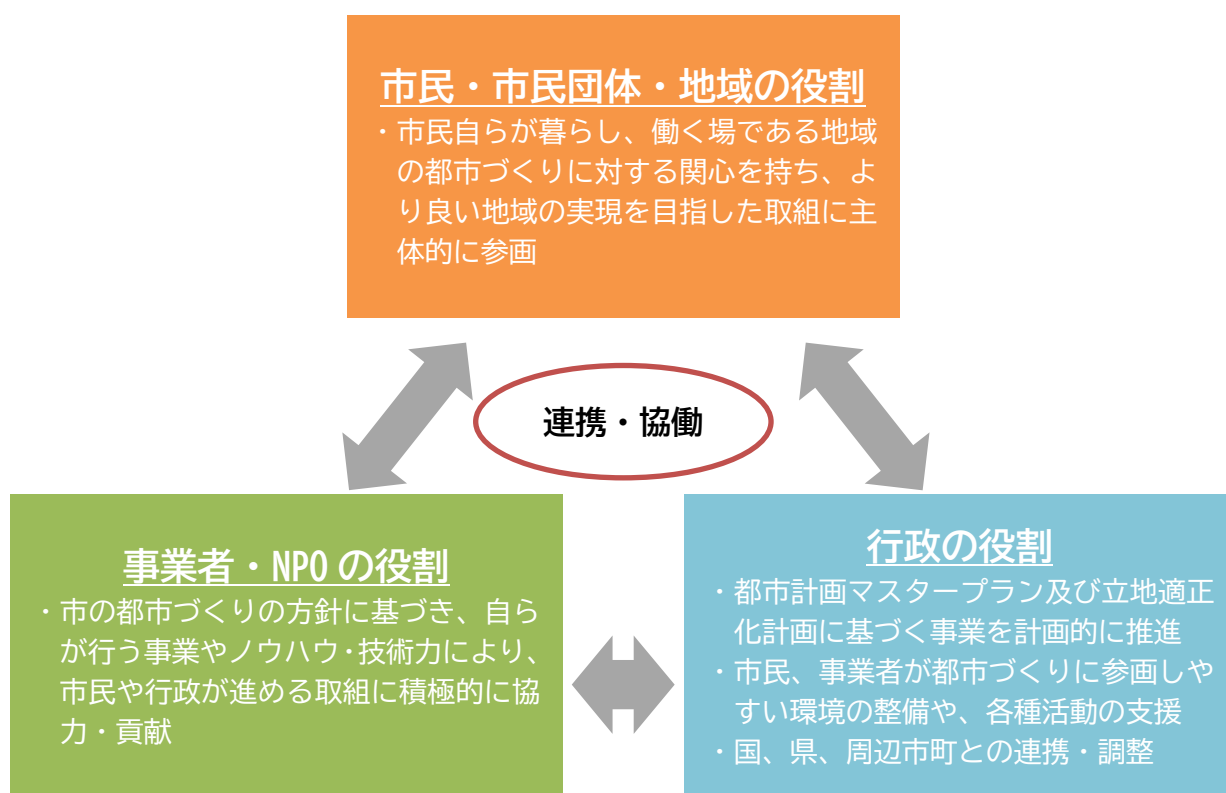 市民・市民団体・地域の役割
・市民自らが暮らし、働く場である地域
の都市づくりに対する関心を持ち、よ
り良い地域の実現を目指した取組に主
体的に参画
連携・協働
事業者・NPO の役割
・市の都市づくりの方針に基づき、自ら
が行う事業やノウハウ・技術力により、
市民や行政が進める取組に積極的に協
力・貢献
行政の役割
・都市計画マスタープラン及び立地適正
化計画に基づく事業を計画的に推進
・市民、事業者が都市づくりに参画しや
すい環境の整備や、各種活動の支援
・国、県、周辺市町との連携・調整